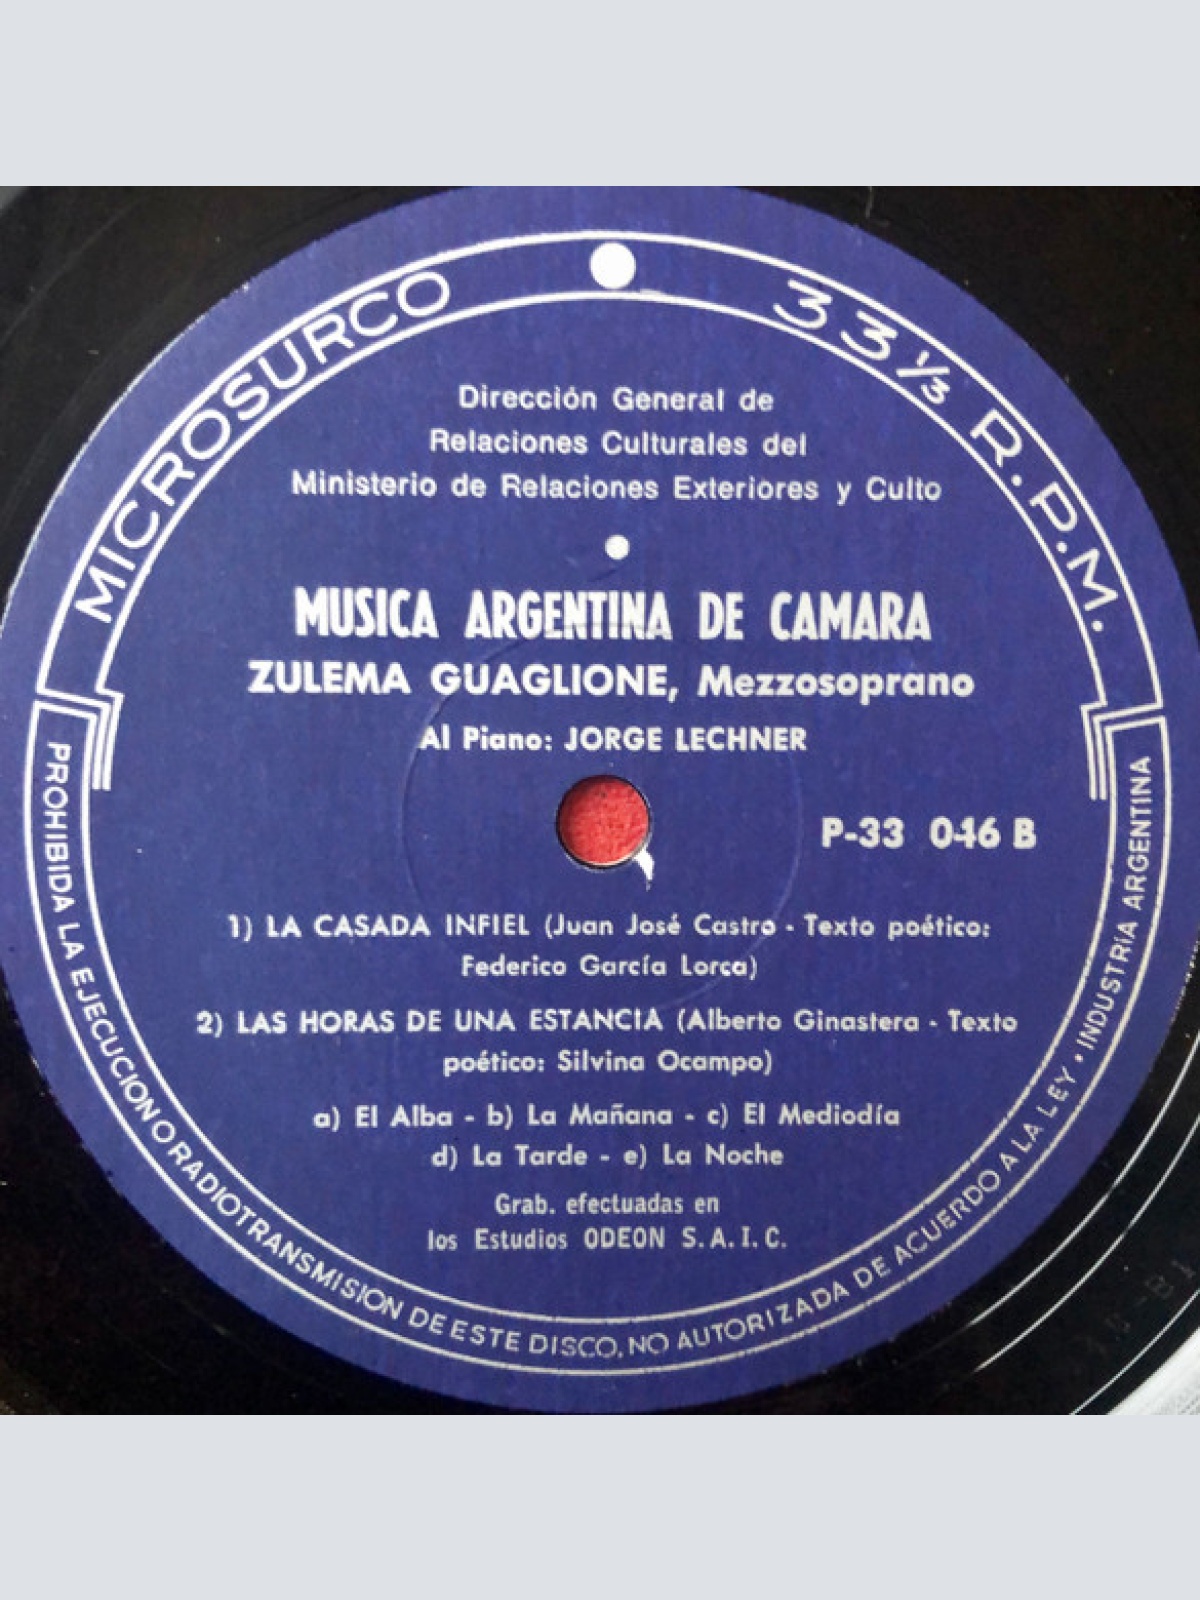 MICROSURCO
33 1/3 R.P.M.
Dirección General de
Relaciones Culturales del
Ministerio de Relaciones Exteriores y Culto
MUSICA ARGENTINA DE CAMARA
ZULEMA GUAGLIONE, Mezzosoprano
Al Piano: JORGE LECHNER
P-33 046 B
1) LA CASADA INFIEL (Juan José Castro - Texto poético:
Federico García Lorca)
2) LAS HORAS DE UNA ESTANCIA (Alberto Ginastera - Texto
poético: Silvina Ocampo)
a) El Alba - b) La Mañana - c) El Mediodía
d) La Tarde - e) La Noche
Grab. efectuadas en
los Estudios ODEON S.A.I.C.
PROHIBIDA LA EJECUCION O RADIOTRANSMISION DE ESTE DISCO, NO AUTORIZADA DE ACUERDO A LA LEY • INDUSTRIA ARGENTINA